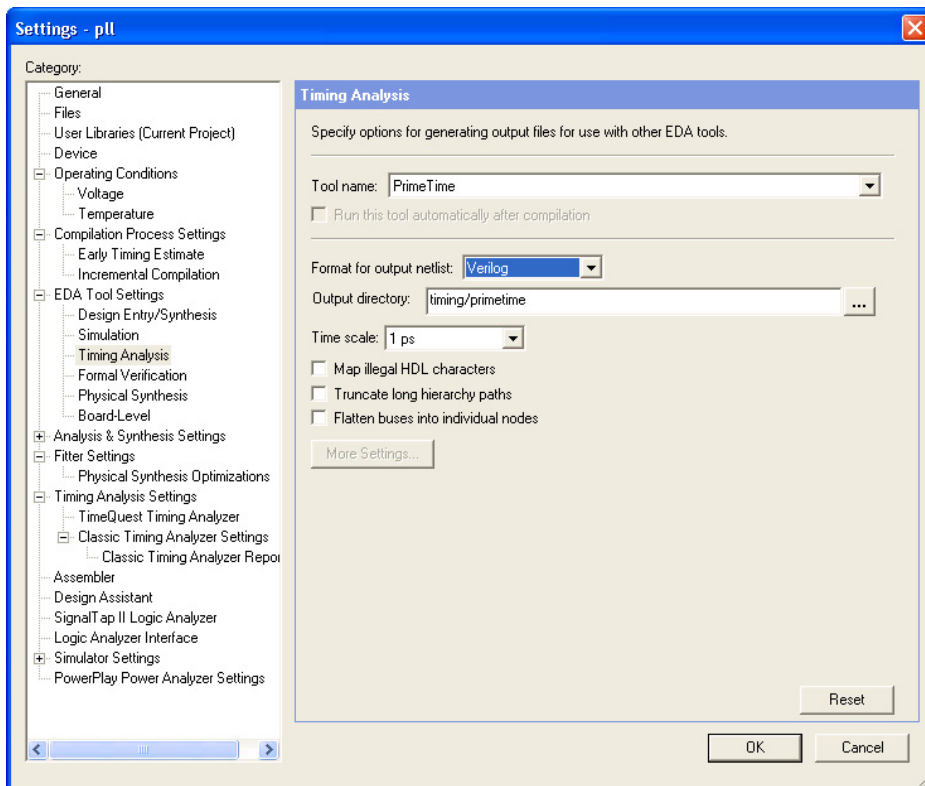 Settings - pll
Category:
General
Files
User Libraries (Current Project)
Device
Operating Conditions
Voltage
Temperature
Compilation Process Settings
Early Timing Estimate
Incremental Compilation
EDA Tool Settings
Design Entry/Synthesis
Simulation
Timing Analysis
Formal Verification
Physical Synthesis
Board-Level
Analysis & Synthesis Settings
Fitter Settings
Physical Synthesis Optimizations
Timing Analysis Settings
TimeQuest Timing Analyzer
Classic Timing Analyzer Settings
Classic Timing Analyzer Repor
Assembler
Design Assistant
SignalTap II Logic Analyzer
Logic Analyzer Interface
Simulator Settings
PowerPlay Power Analyzer Settings
Timing Analysis
Specify options for generating output files for use with other EDA tools.
Tool name: PrimeTime
Run this tool automatically after compilation
Format for output netlist: Verilog
Output directory: timing/primetime ...
Time scale: 1 ps
Map illegal HDL characters
Truncate long hierarchy paths
Flatten buses into individual nodes
More Settings...
Reset
OK Cancel